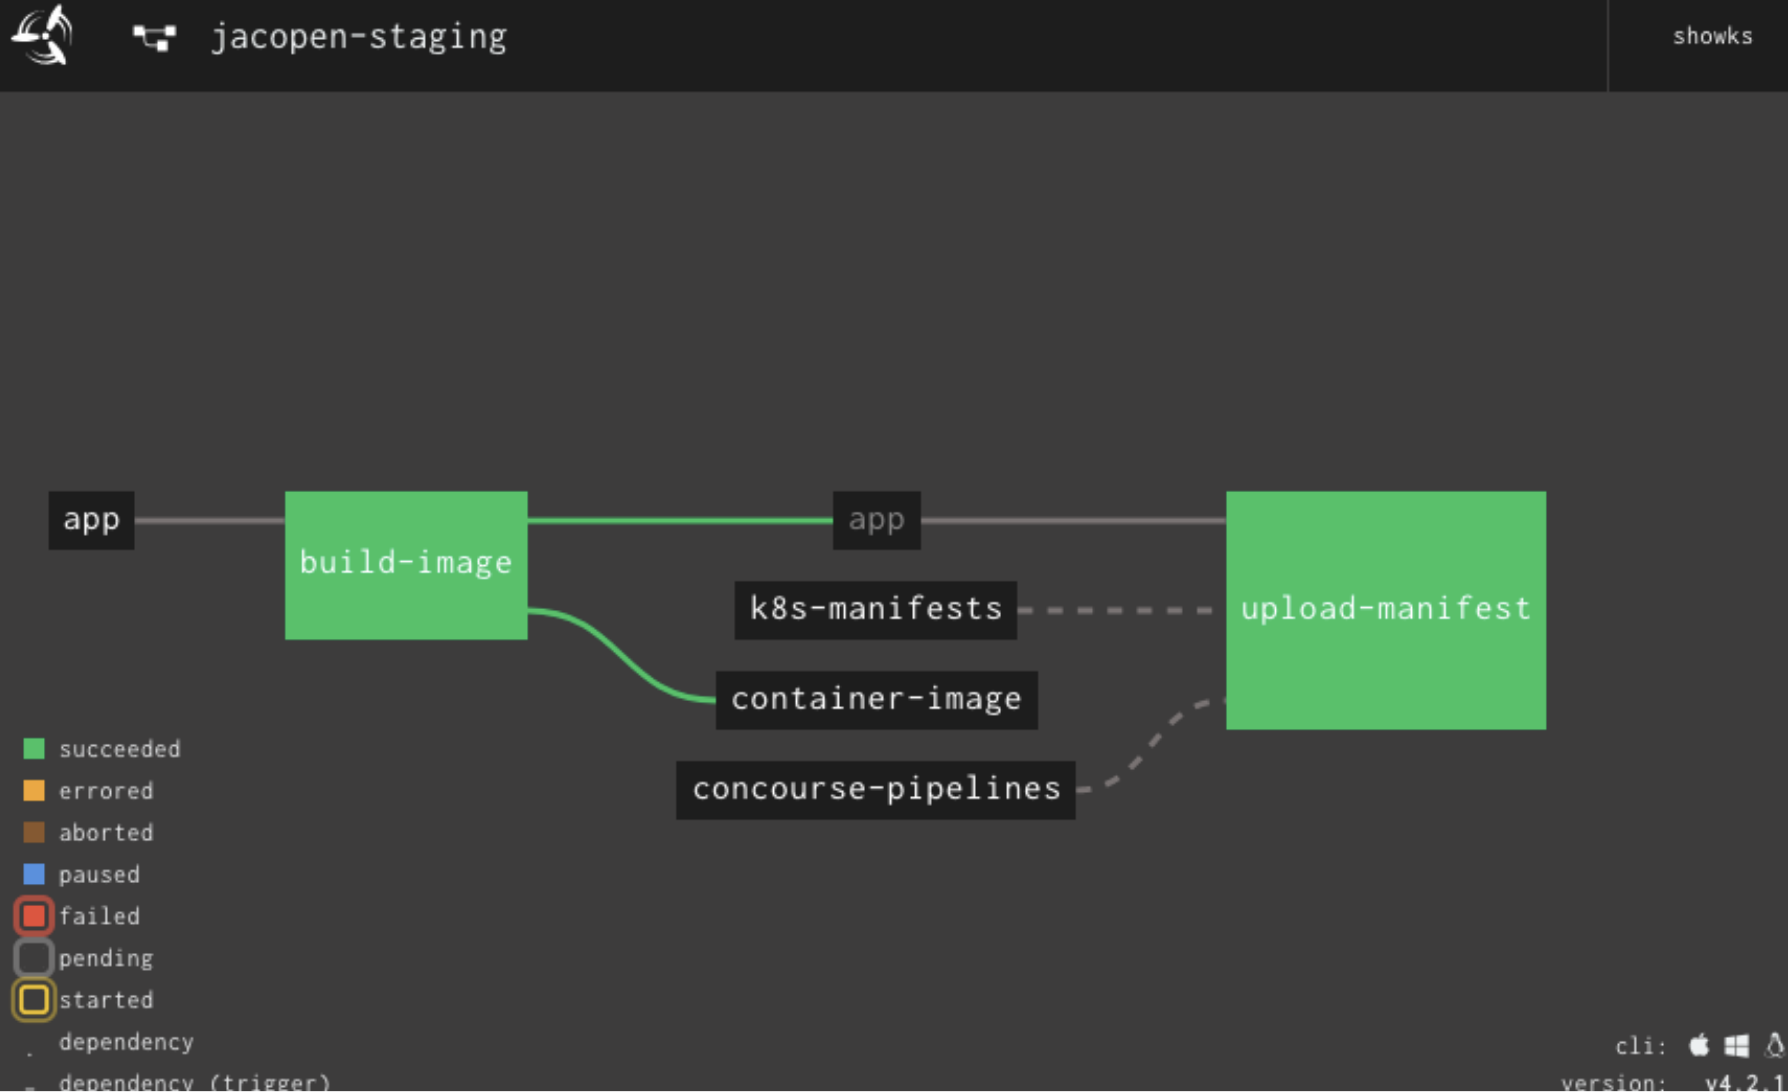 jacopen-staging
showks
app
build-image
app
k8s-manifests
upload-manifest
container-image
concourse-pipelines
succeeded
errored
aborted
paused
failed
pending
started
dependency
dependency (trigger)
cli:
version: v4.2.1